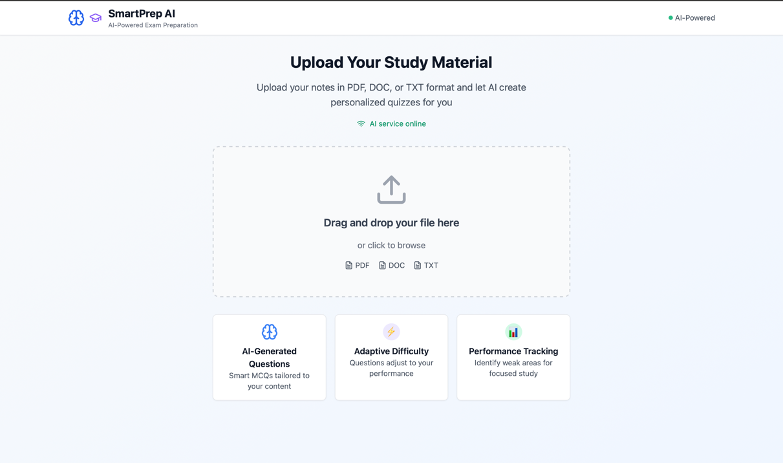 SmartPrep AI
AI-Powered Exam Preparation
AI-Powered
Upload Your Study Material
Upload your notes in PDF, DOC, or TXT format and let AI create
personalized quizzes for you
AI service online
Drag and drop your file here
or click to browse
PDF DOC TXT
AI-Generated
Questions
Smart MCQs tailored to
your content
Adaptive Difficulty
Questions adjust to your
performance
Performance Tracking
Identify weak areas for
focused study